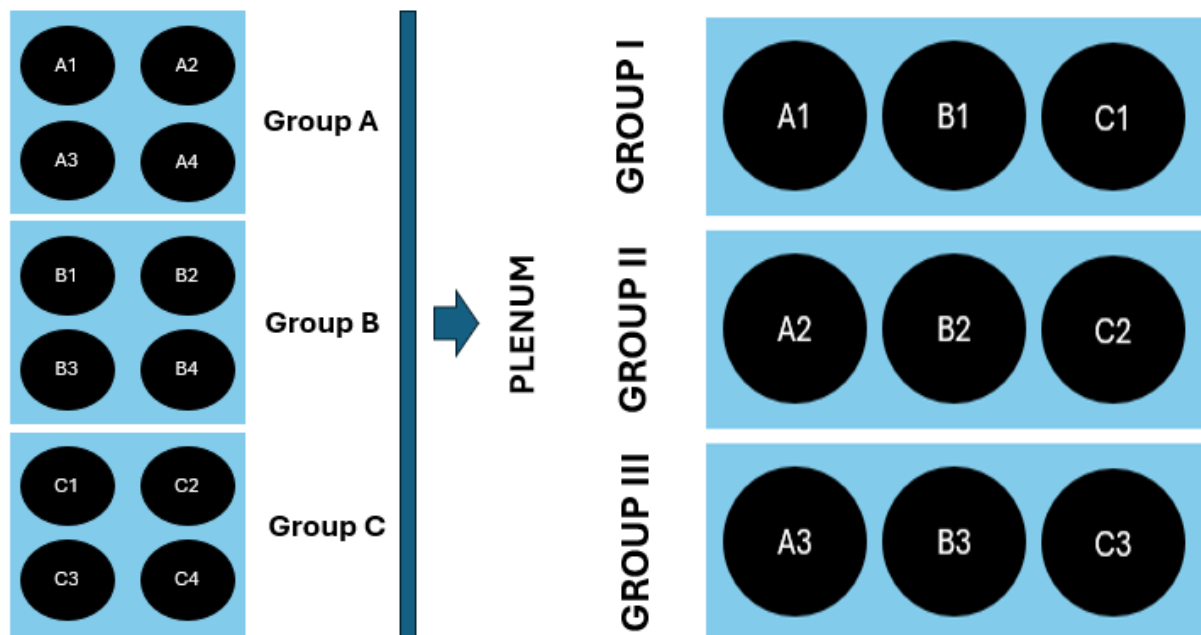 A1 A2
A3 A4
Group A
B1 B2
B3 B4
Group B
C1 C2
C3 C4
Group C
PLENUM
GROUP I
A1 B1 C1
GROUP II
A2 B2 C2
GROUP III
A3 B3 C3